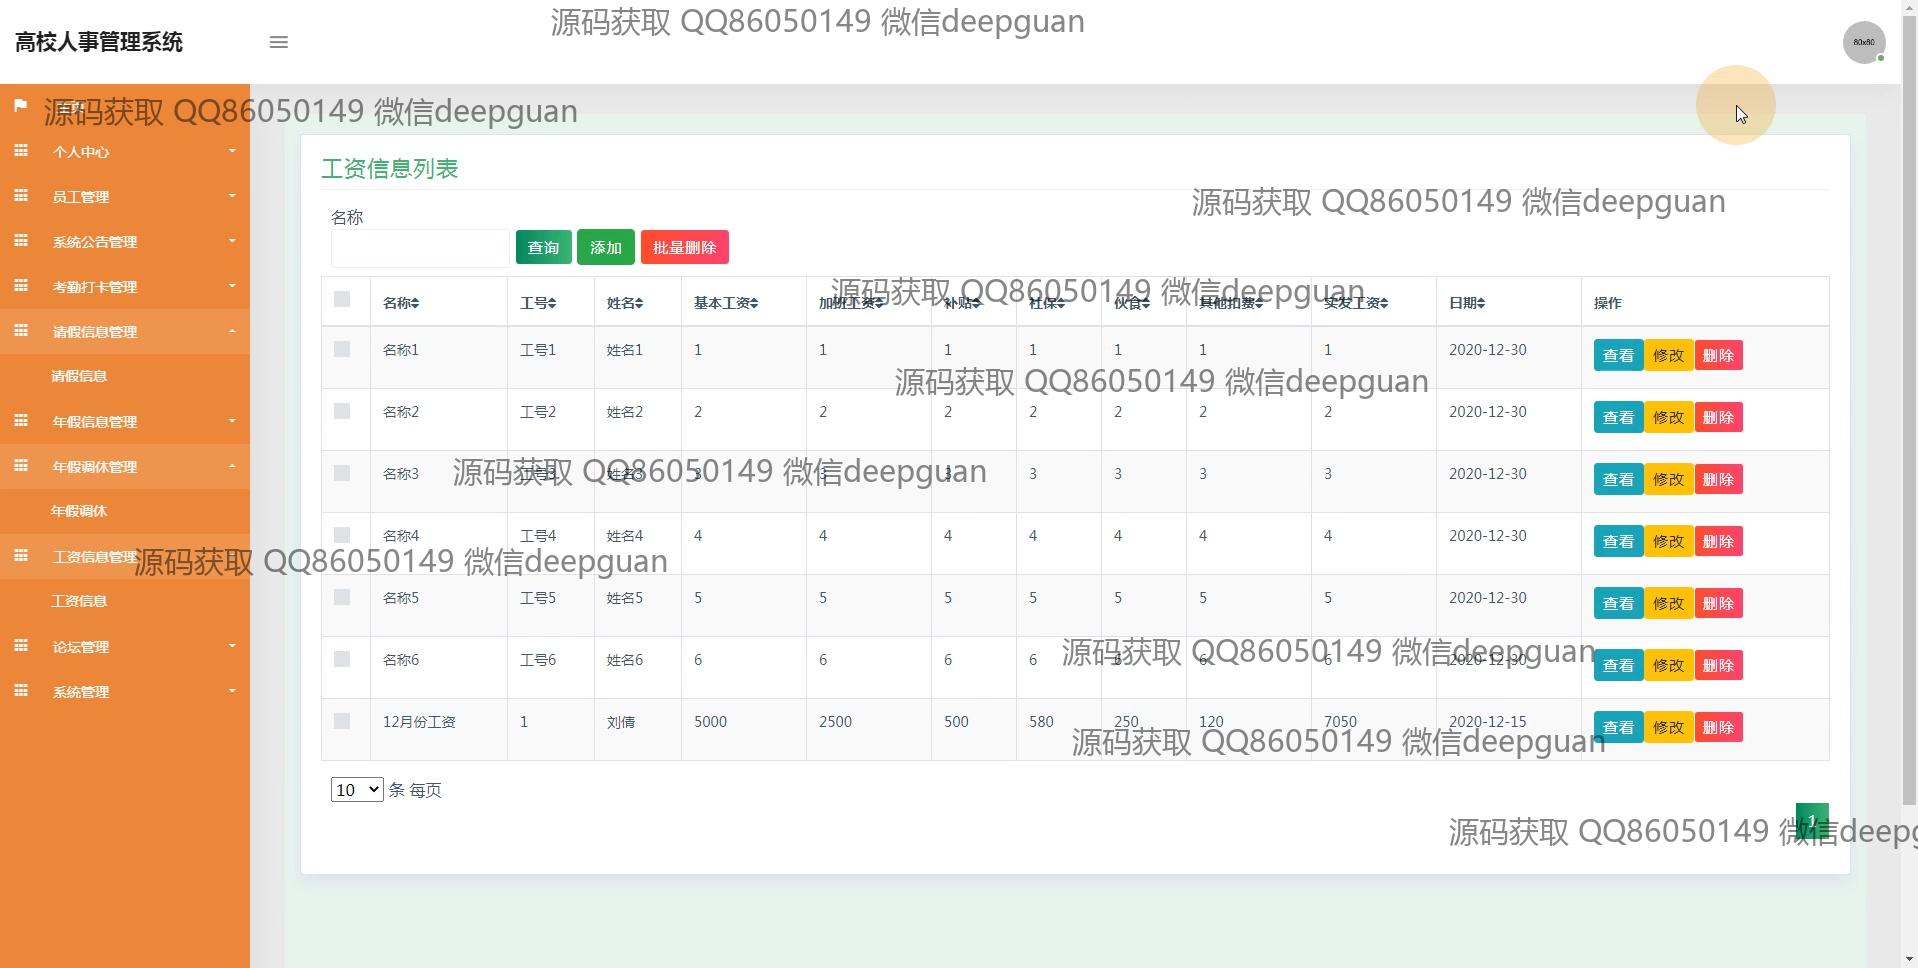 源码获取 QQ86050149 微信deepguan
高校人事管理系统
80x80
源码获取 QQ86050149 微信deepguan
个人中心
员工管理
系统公告管理
考勤打卡管理
请假信息管理
请假信息
年假信息管理
年假调休管理
年假调休
工资信息管理
工资信息
论坛管理
系统管理
工资信息列表
源码获取 QQ86050149 微信deepguan
名称
查询 添加 批量删除
源码获取 QQ86050149 微信deepguan
名称 工号 姓名 基本工资 加班工资 补贴 社保 伙食 其他扣费 实发工资 日期 操作
名称1 工号1 姓名1 1 1 1 1 1 1 1 2020-12-30 查看 修改 删除
源码获取 QQ86050149 微信deepguan
名称2 工号2 姓名2 2 2 2 2 2 2 2 2020-12-30 查看 修改 删除
源码获取 QQ86050149 微信deepguan
名称3 工号3 姓名3 3 3 3 3 3 3 3 2020-12-30 查看 修改 删除
名称4 工号4 姓名4 4 4 4 4 4 4 4 2020-12-30 查看 修改 删除
源码获取 QQ86050149 微信deepguan
名称5 工号5 姓名5 5 5 5 5 5 5 5 2020-12-30 查看 修改 删除
源码获取 QQ86050149 微信deepguan
名称6 工号6 姓名6 6 6 6 6 6 6 6 2020-12-30 查看 修改 删除
12月份工资 1 刘倩 5000 2500 500 580 250 120 7050 2020-12-15 查看 修改 删除
源码获取 QQ86050149 微信deepguan
10 条 每页
1
源码获取 QQ86050149 微信deepg